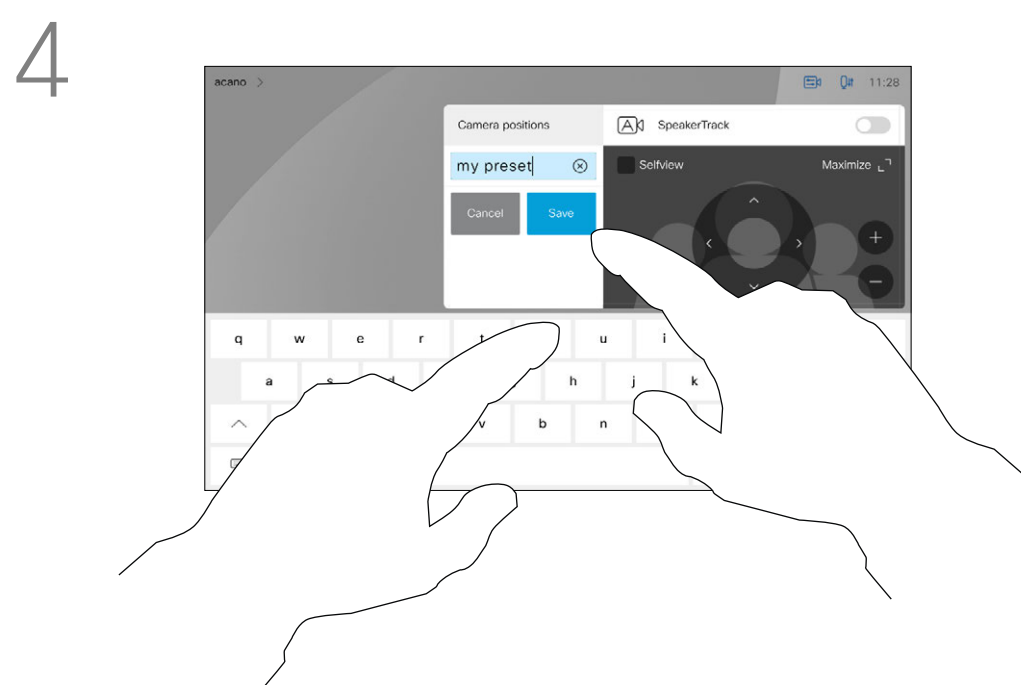 4
acano >
11:28
Camera positions
SpeakerTrack
my preset
Selfview
Maximize
Cancel
Save
q w e r t u i
a s d h j k
v b n